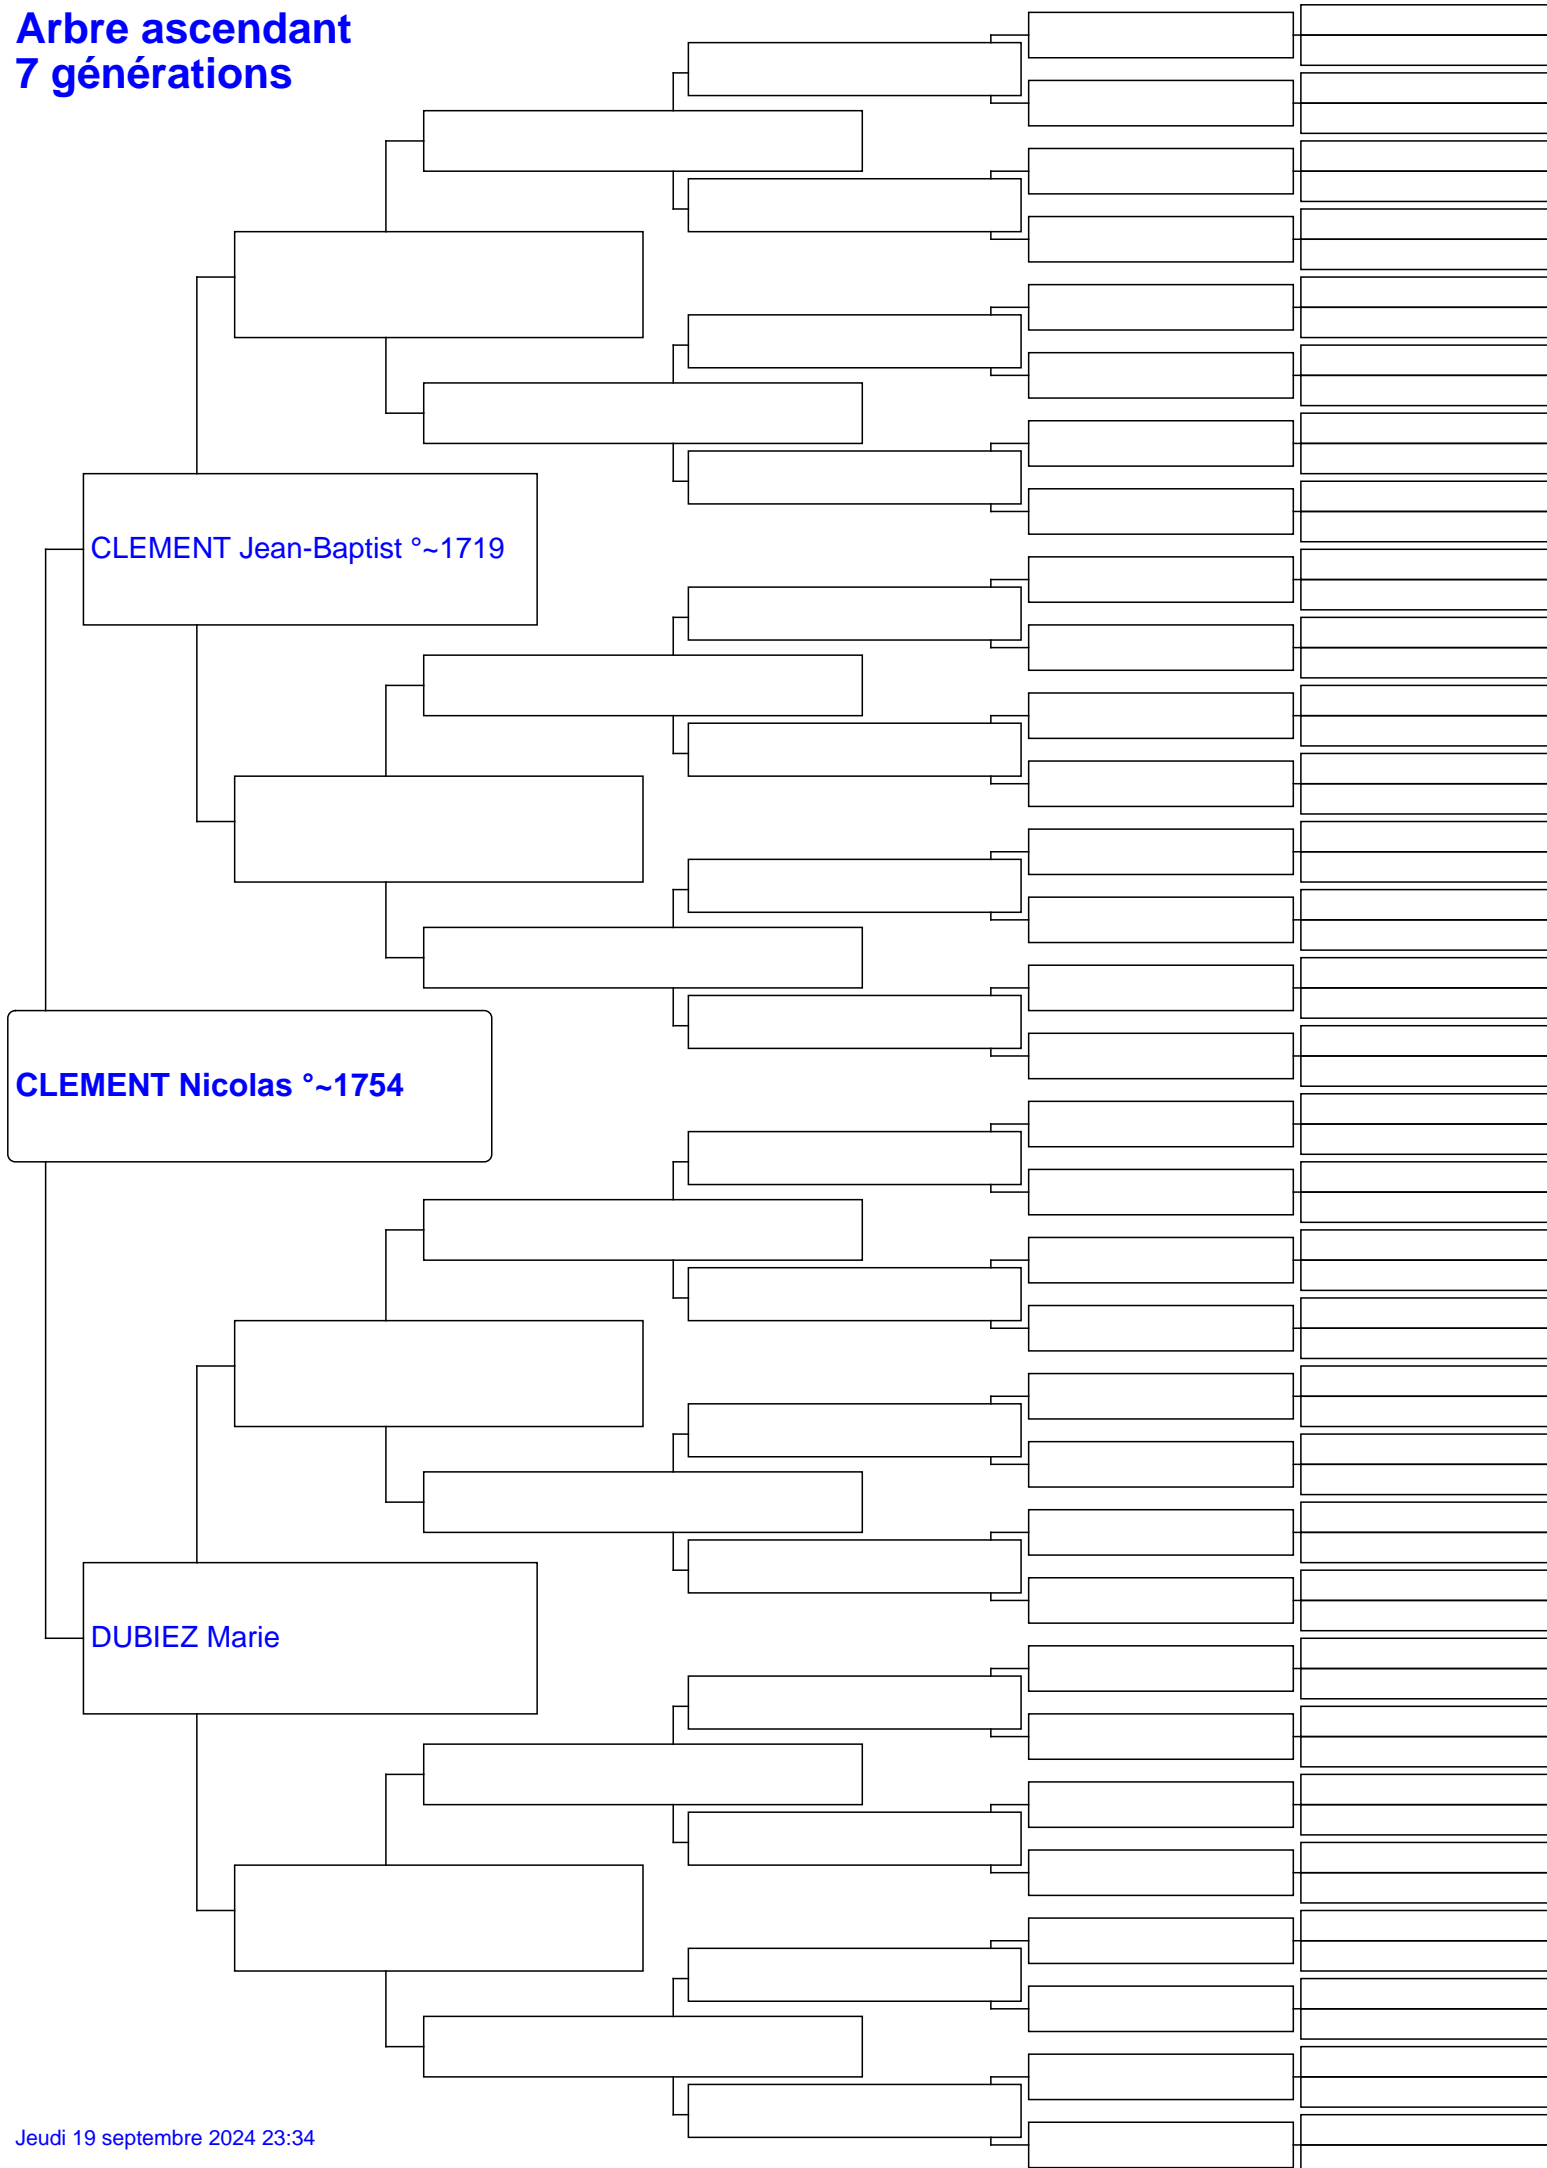 Arbre ascendant
7 générations
CLEMENT Jean-Baptist °~1719
CLEMENT Nicolas °~1754
DUBIEZ Marie
Jeudi 19 septembre 2024 23:34